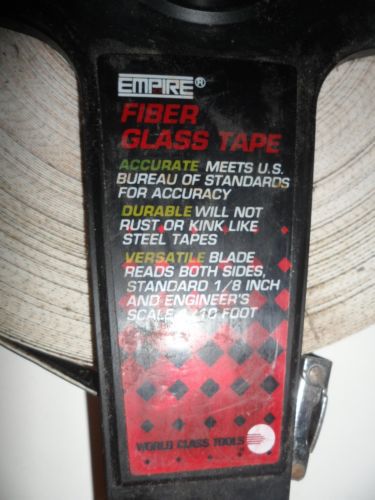 EMPIRE®
FIBER
GLASS TAPE
ACCURATE MEETS U.S.
BUREAU OF STANDARDS
FOR ACCURACY
DURABLE WILL NOT
RUST OR KINK LIKE
STEEL TAPES
VERSATILE BLADE
READS BOTH SIDES,
STANDARD 1/8 INCH
AND ENGINEER'S
SCALE 1/10 FOOT
WORLD CLASS TOOLS